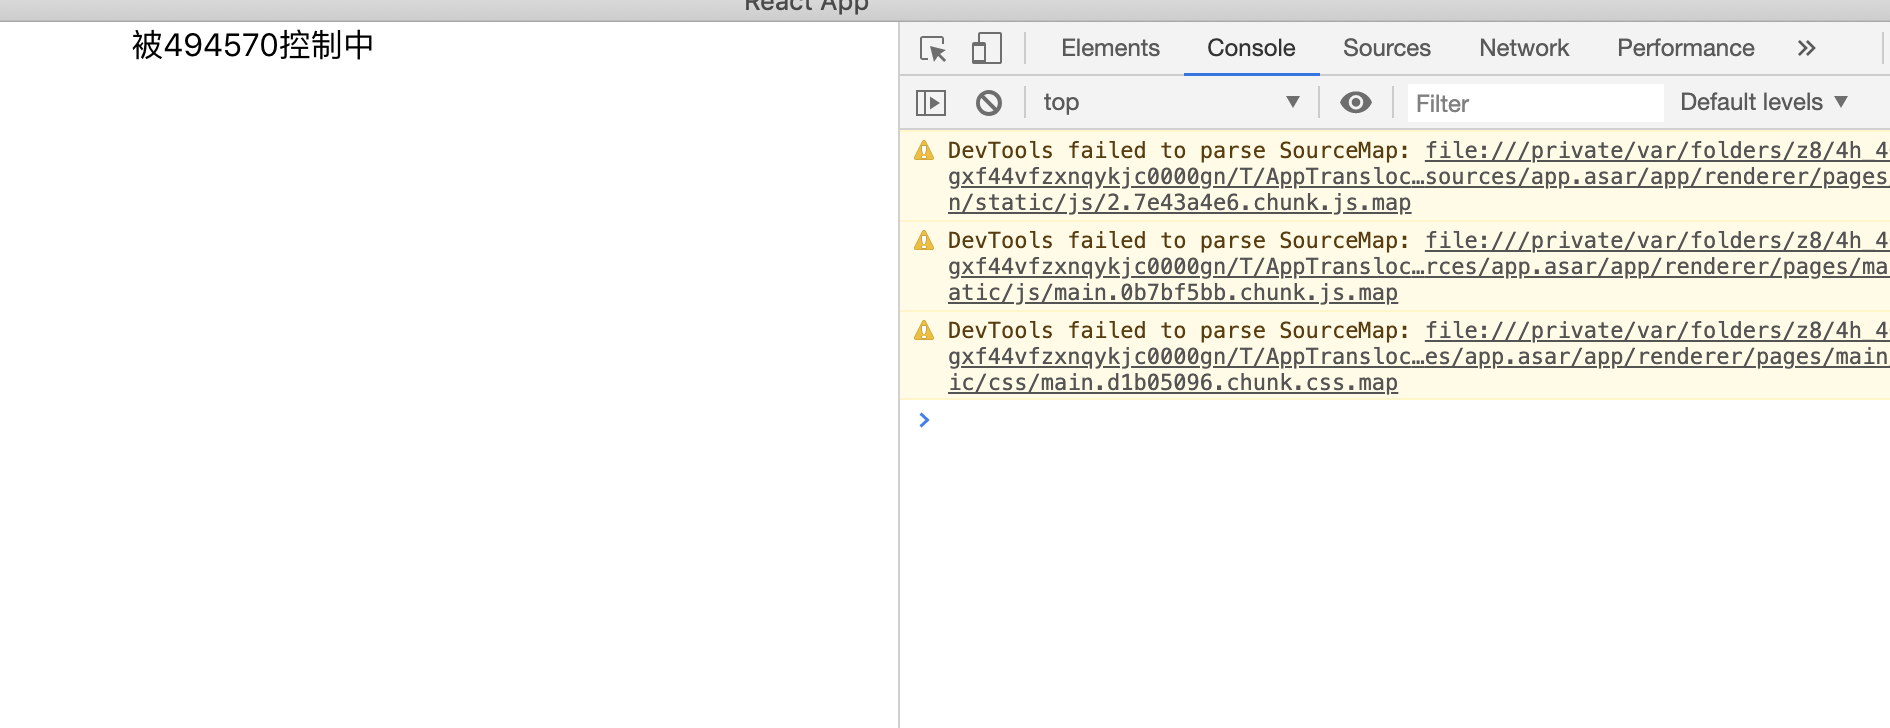 React App
被494570控制中
Elements Console Sources Network Performance »
top Filter Default levels
DevTools failed to parse SourceMap: file:///private/var/folders/z8/4h_4
gxf44vfzxnqykjc0000gn/T/AppTransloc…sources/app.asar/app/renderer/pages
n/static/js/2.7e43a4e6.chunk.js.map
DevTools failed to parse SourceMap: file:///private/var/folders/z8/4h_4
gxf44vfzxnqykjc0000gn/T/AppTransloc…rces/app.asar/app/renderer/pages/ma
atic/js/main.0b7bf5bb.chunk.js.map
DevTools failed to parse SourceMap: file:///private/var/folders/z8/4h_4
gxf44vfzxnqykjc0000gn/T/AppTransloc…es/app.asar/app/renderer/pages/main
ic/css/main.d1b05096.chunk.css.map